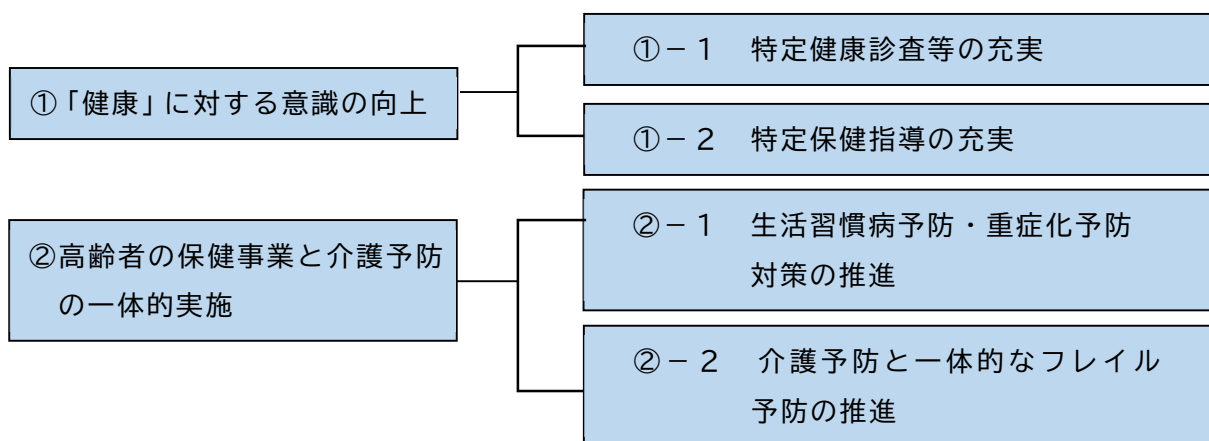 ①「健康」に対する意識の向上
①－１　特定健康診査等の充実
①－２　特定保健指導の充実
②高齢者の保健事業と介護予防
の一体的実施
②－１　生活習慣病予防・重症化予防
対策の推進
②－２　介護予防と一体的なフレイル
予防の推進